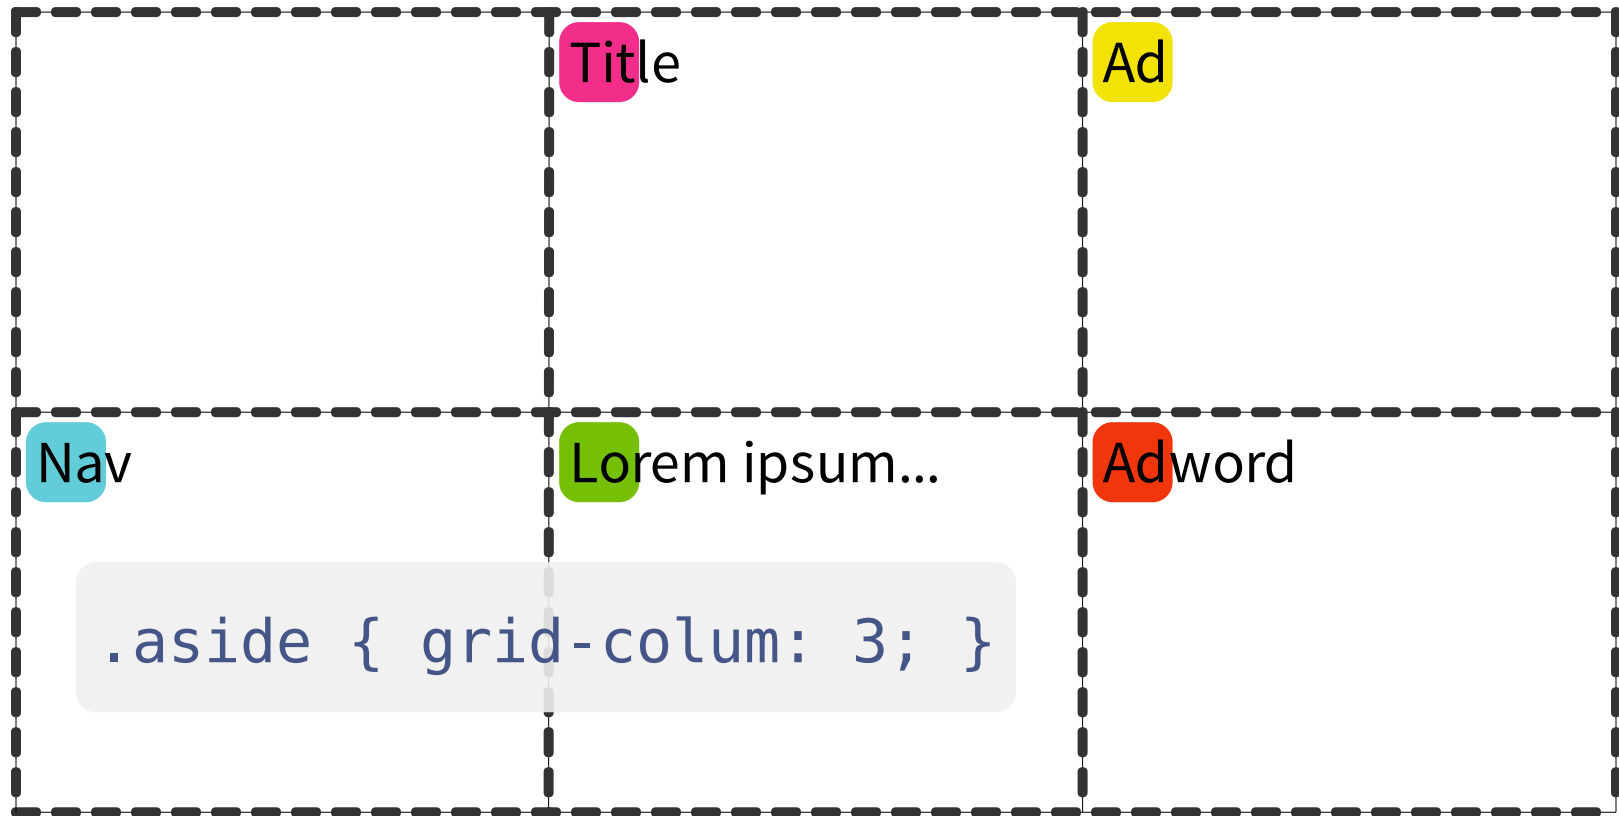 Title
Ad
Nav
Lorem ipsum...
Adword
.aside { grid-colum: 3; }